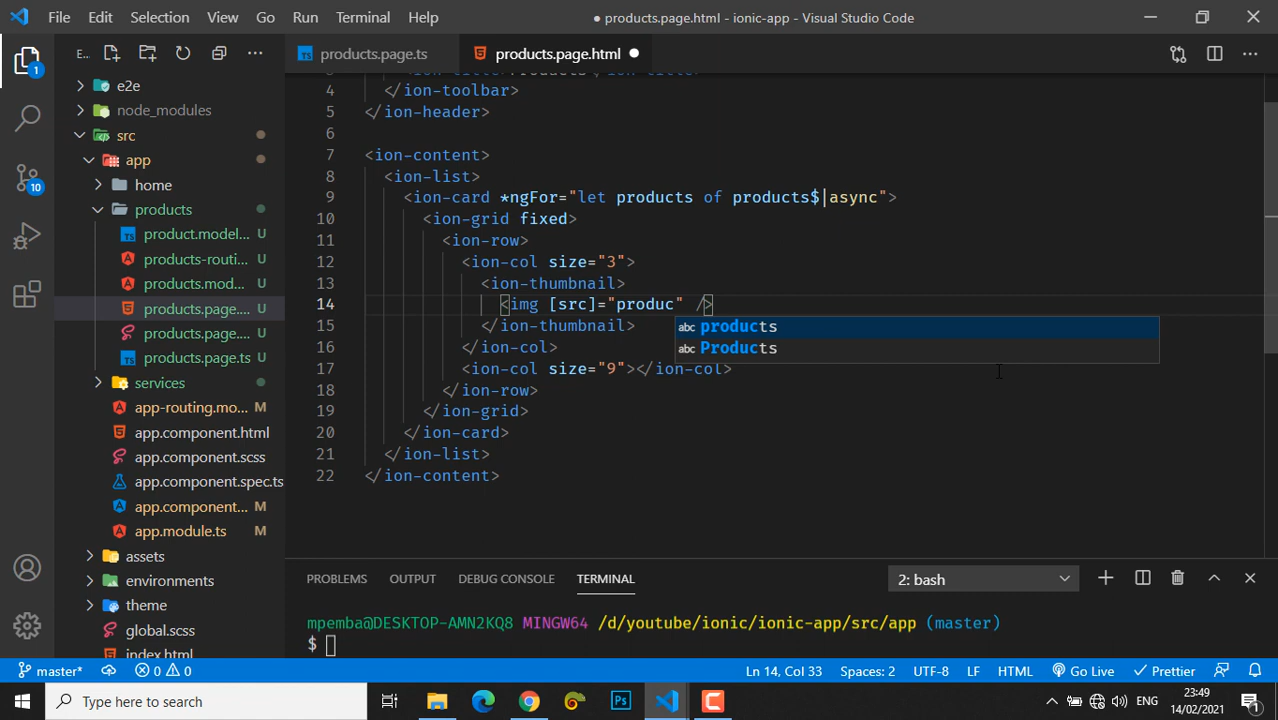 File Edit Selection View Go Run Terminal Help ● products.page.html - ionic-app - Visual Studio Code
E... products.page.ts products.page.html
e2e
node_modules
src
app
home
products
product.model... U
products-routi... U
products.mod... U
products.page.... U
products.page.... U
products.page.ts U
services
app-routing.mo... M
app.component.html
app.component.scss
app.component.spec.ts
app.component... M
app.module.ts M
assets
environments
theme
global.scss
index.html
4 </ion-toolbar>
5 </ion-header>
6
7 <ion-content>
8 <ion-list>
9 <ion-card *ngFor="let products of products$|async">
10 <ion-grid fixed>
11 <ion-row>
12 <ion-col size="3">
13 <ion-thumbnail>
14 <img [src]="produc" />
15 </ion-thumbnail>
16 </ion-col>
17 <ion-col size="9"></ion-col>
18 </ion-row>
19 </ion-grid>
20 </ion-card>
21 </ion-list>
22 </ion-content>
abc products
abc Products
1
10
PROBLEMS OUTPUT DEBUG CONSOLE TERMINAL 2: bash
mpemba@DESKTOP-AMN2KQ8 MINGW64 /d/youtube/ionic/ionic-app/src/app (master)
$
master* 0 0 Ln 14, Col 33 Spaces: 2 UTF-8 LF HTML Go Live Prettier
Type here to search
Ps
ENG
23:49
14/02/2021
1